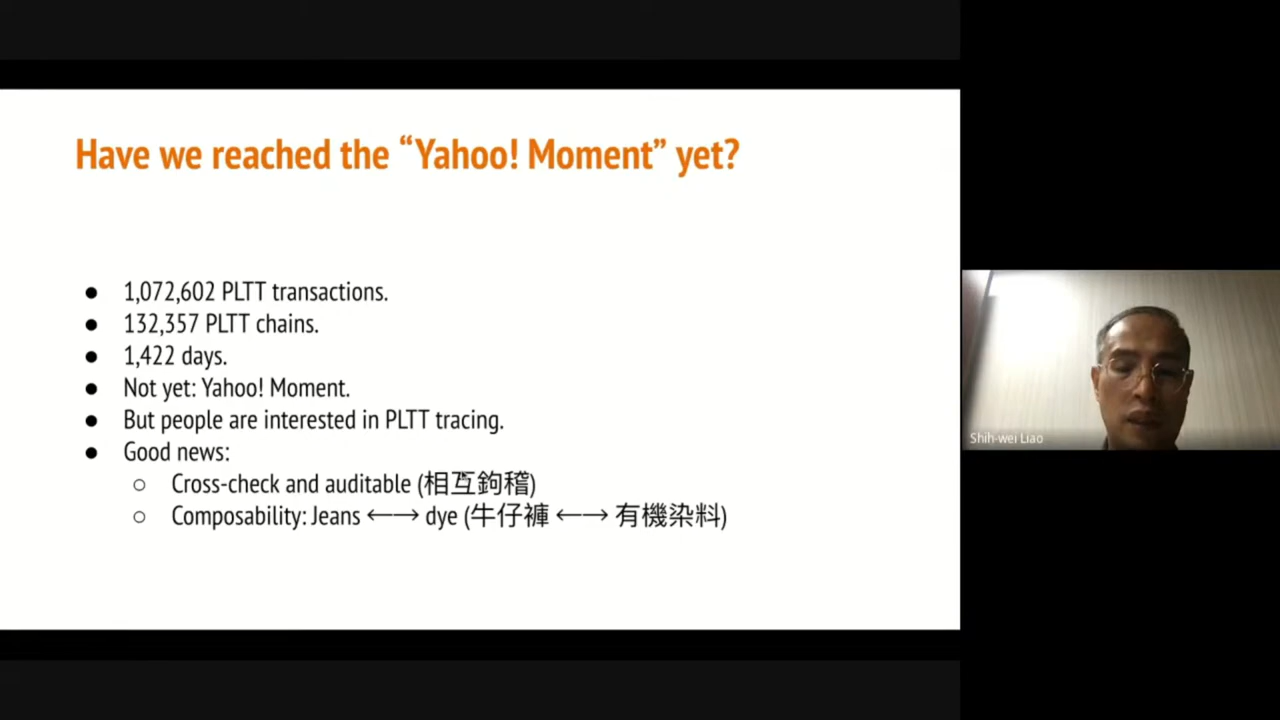 Have we reached the “Yahoo! Moment” yet?
● 1,072,602 PLTT transactions.
● 132,357 PLTT chains.
● 1,422 days.
● Not yet: Yahoo! Moment.
● But people are interested in PLTT tracing.
● Good news:
○ Cross-check and auditable (相互鉤稽)
○ Composability: Jeans ⟷ dye (牛仔褲 ⟷ 有機染料)
Shih-wei Liao